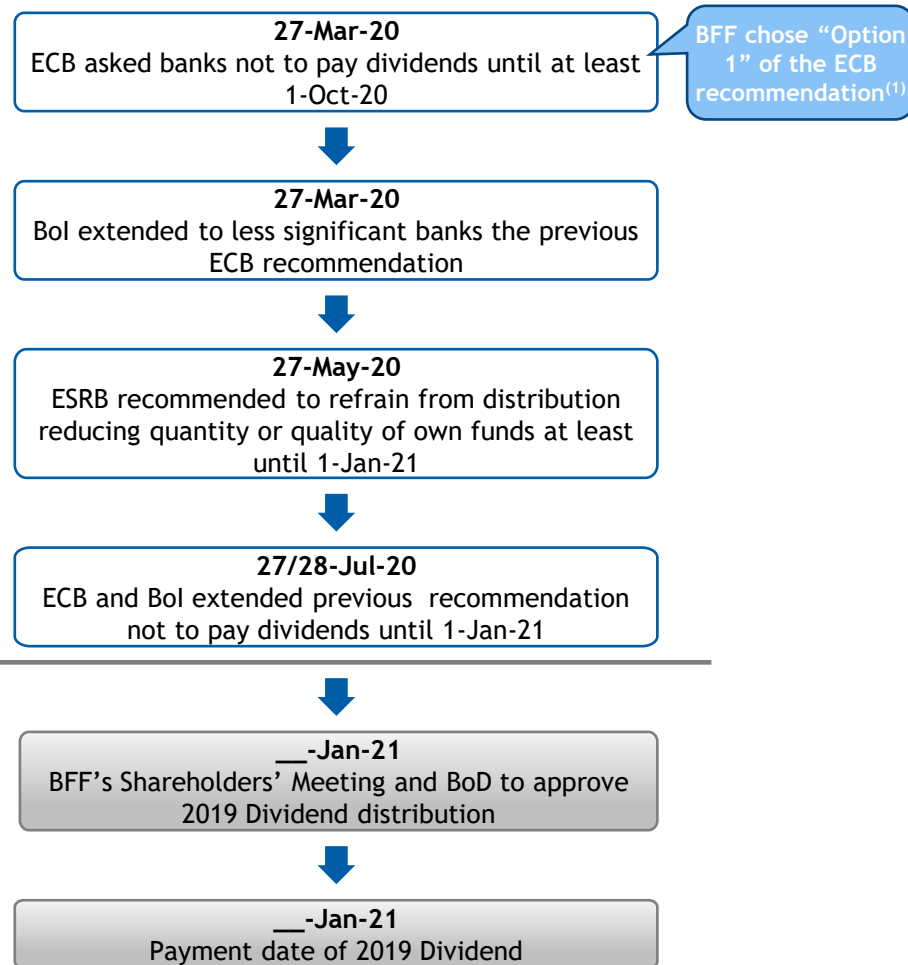 27-Mar-20
ECB asked banks not to pay dividends until at least
1-Oct-20
BFF chose “Option
1” of the ECB
recommendation(1)
27-Mar-20
BoI extended to less significant banks the previous
ECB recommendation
27-May-20
ESRB recommended to refrain from distribution
reducing quantity or quality of own funds at least
until 1-Jan-21
27/28-Jul-20
ECB and BoI extended previous recommendation
not to pay dividends until 1-Jan-21
__-Jan-21
BFF’s Shareholders’ Meeting and BoD to approve
2019 Dividend distribution
__-Jan-21
Payment date of 2019 Dividend